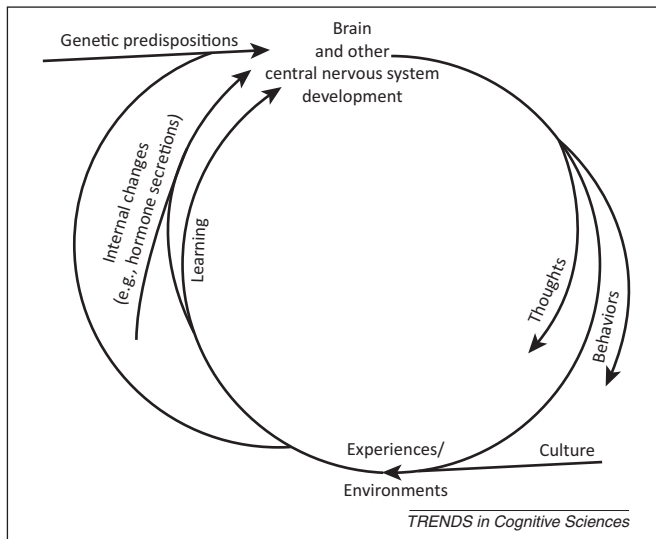 Genetic predispositions
Brain
and other
central nervous system
development
Internal changes
(e.g., hormone secretions)
Learning
Thoughts
Behaviors
Experiences/
Environments
Culture
TRENDS in Cognitive Sciences